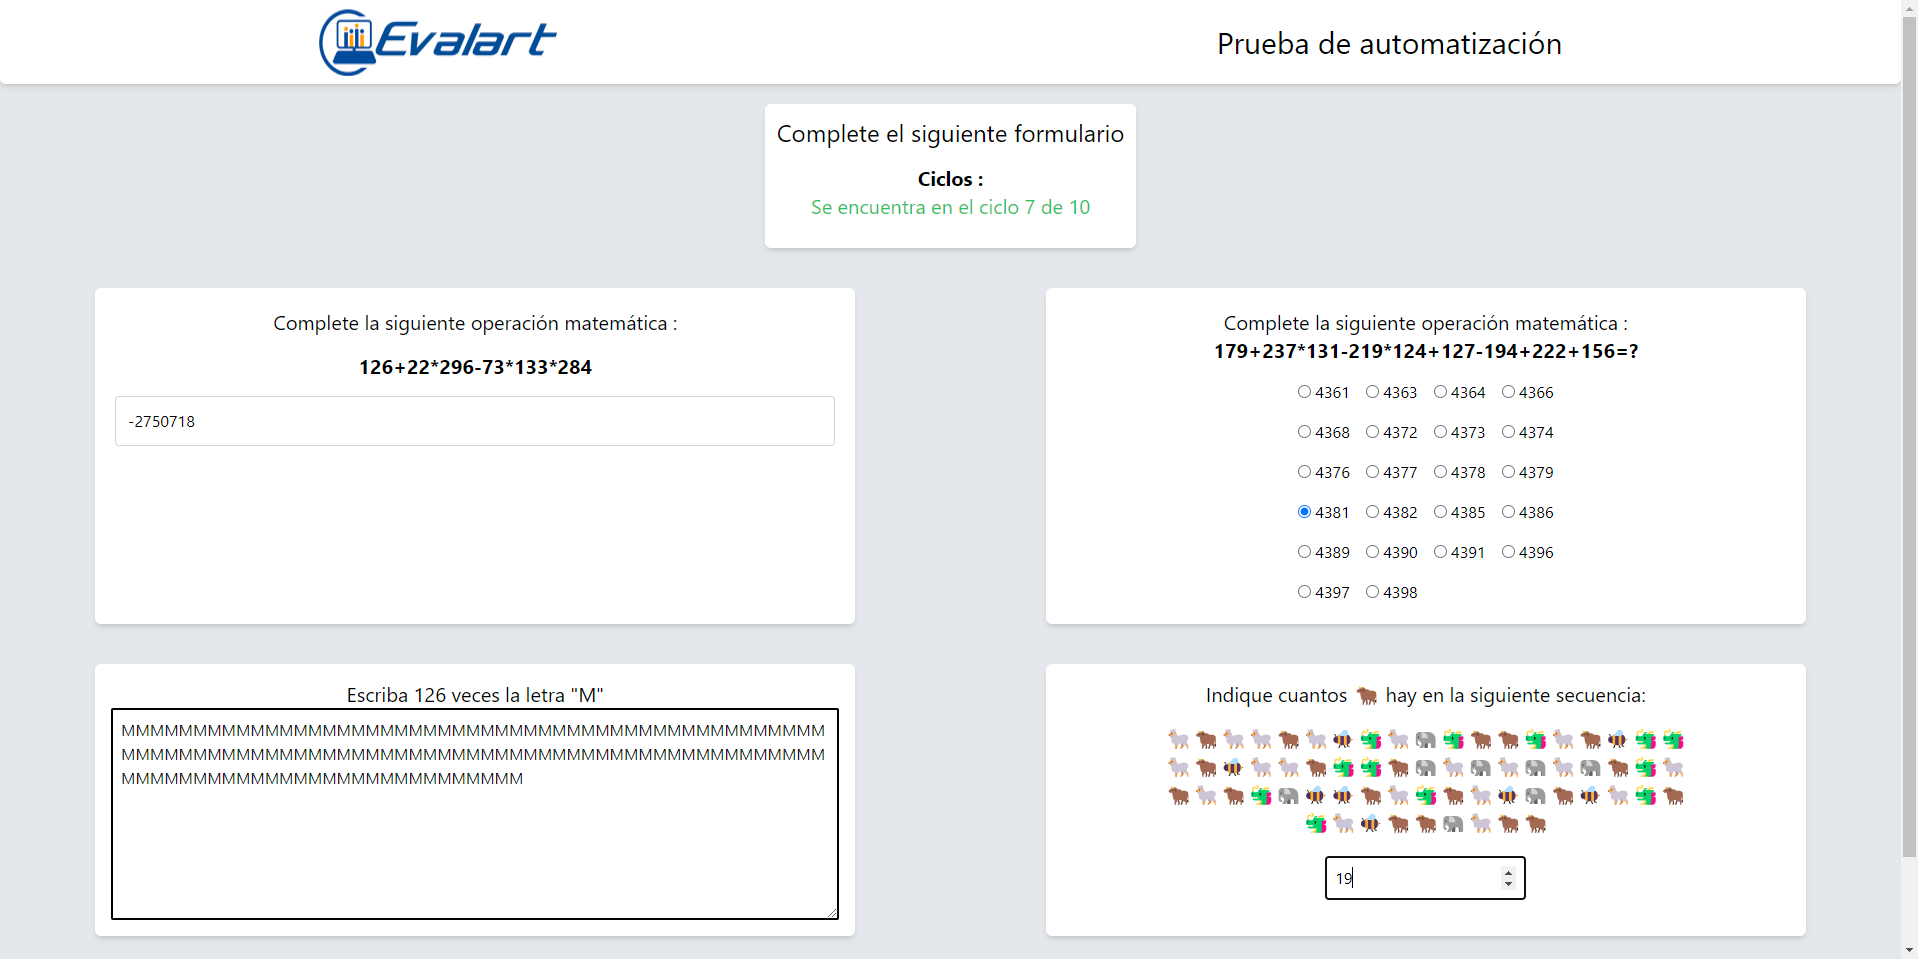 Evalart
Prueba de automatización
Complete el siguiente formulario
Ciclos :
Se encuentra en el ciclo 7 de 10
Complete la siguiente operación matemática :
126+22*296-73*133*284
-2750718
Complete la siguiente operación matemática :
179+237*131-219*124+127-194+222+156=?
4361 4363 4364 4366
4368 4372 4373 4374
4376 4377 4378 4379
4381 4382 4385 4386
4389 4390 4391 4396
4397 4398
Escriba 126 veces la letra "M"
MMMMMMMMMMMMMMMMMMMMMMMMMMMMMMMMMMMMMMMMMMMMMMMMM
MMMMMMMMMMMMMMMMMMMMMMMMMMMMMMMMMMMMMMMMMMMMMMMMM
MMMMMMMMMMMMMMMMMMMMMMMMMMMM
Indique cuantos 🐂 hay en la siguiente secuencia:
19